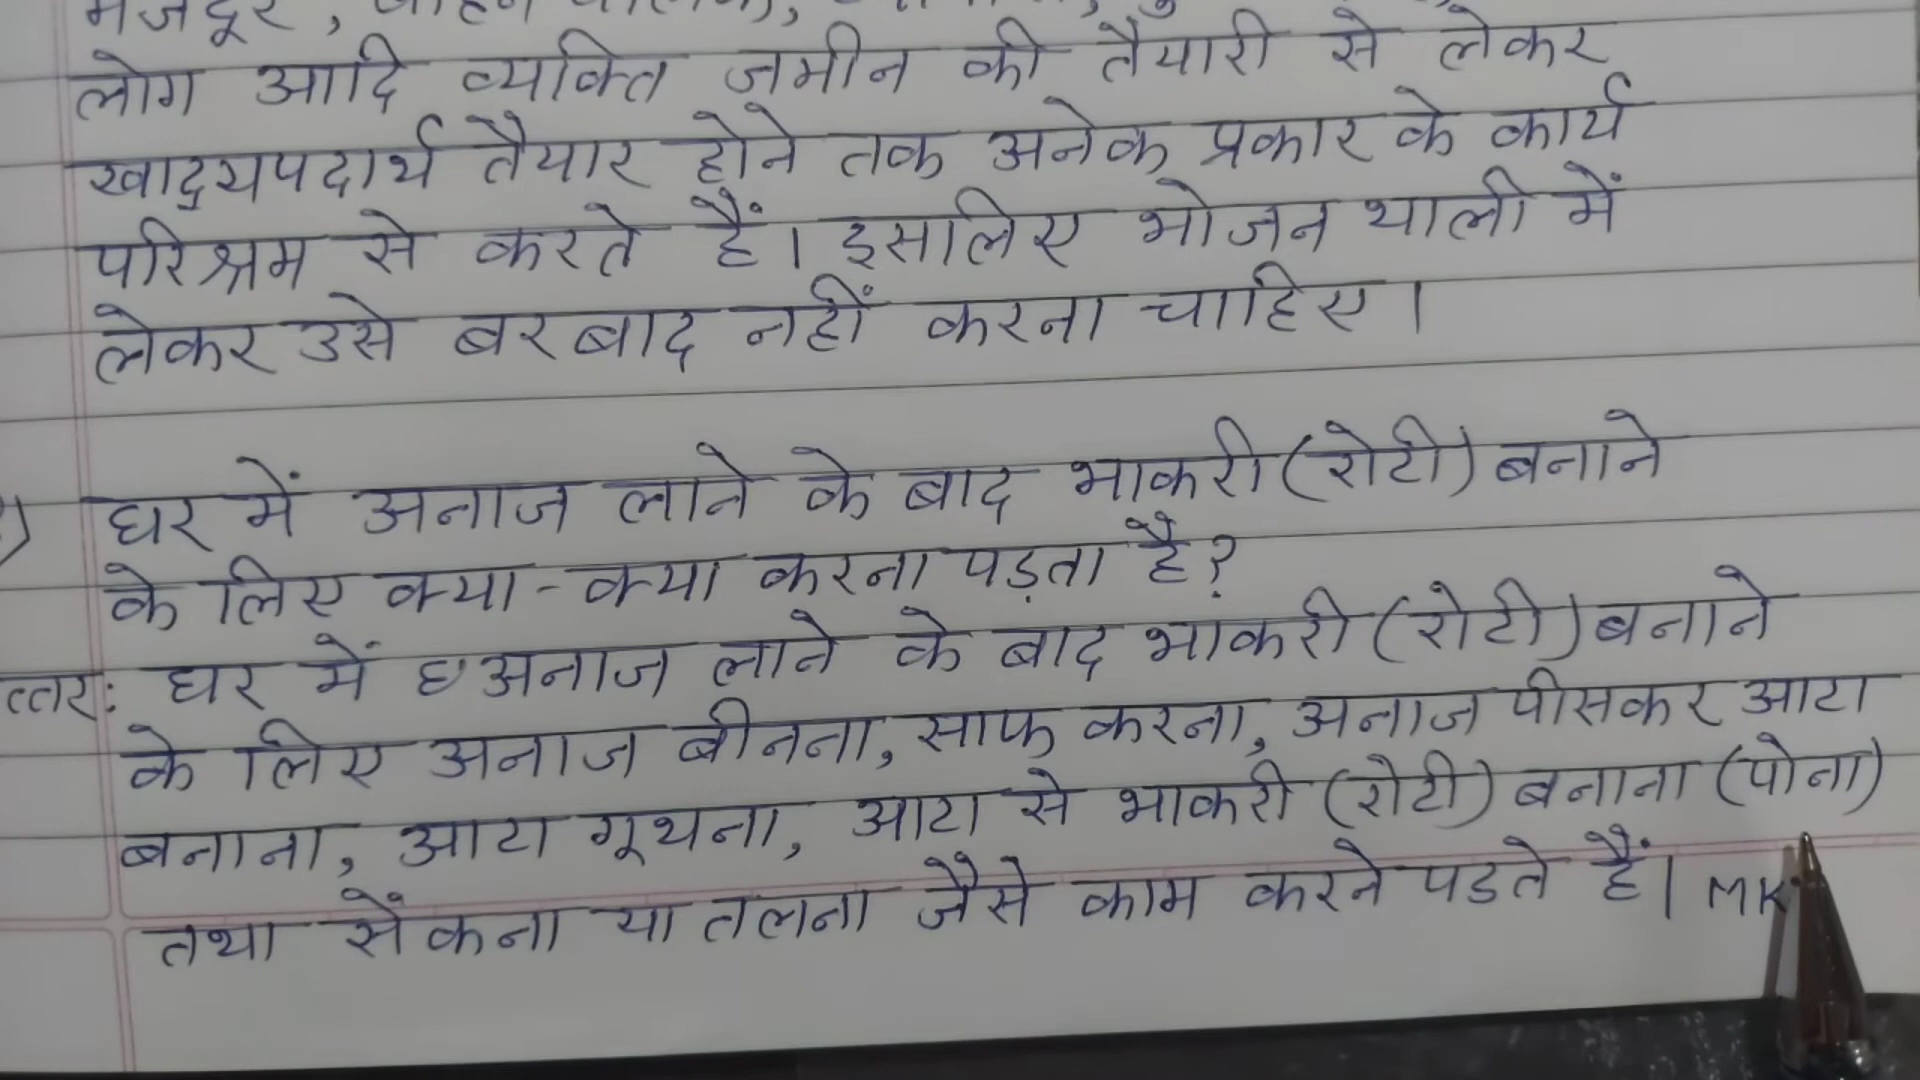 मजदूर,
लोग आदि व्यक्ति जमीन की तैयारी से लेकर
खाद्यपदार्थ तैयार होने तक अनेक प्रकार के कार्य
परिश्रम से करते हैं। इसलिए भोजन थाली में
लेकर उसे बरबाद नहीं करना चाहिए।
घर में अनाज लाने के बाद भाकरी (रोटी) बनाने
के लिए क्या-क्या करना पड़ता है?
त्तर: घर में घ अनाज लाने के बाद भाकरी (रोटी) बनाने
के लिए अनाज बीनना, साफ करना, अनाज पीसकर आटा
बनाना, आटा गूथना, आटा से भाकरी (रोटी) बनाना (पोना)
तथा सेंकना या तलना जैसे काम करने पडते हैं। MK